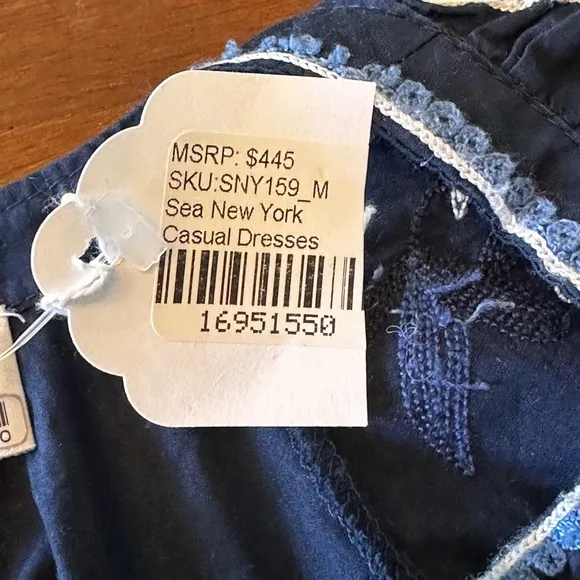 MSRP: $445
SKU:SNY159_M
Sea New York
Casual Dresses
16951550